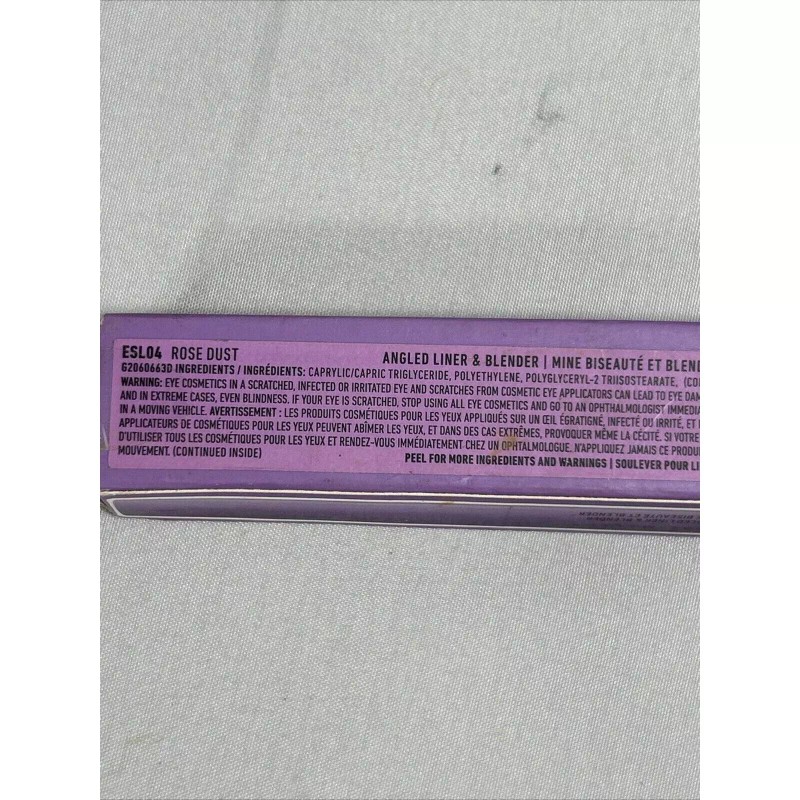 ESL04 ROSE DUST ANGLED LINER & BLENDER | MINE BISEAUTÉ ET BLEN
G2060663D INGREDIENTS / INGRÉDIENTS: CAPRYLIC/CAPRIC TRIGLYCERIDE, POLYETHYLENE, POLYGLYCERYL-2 TRIISOSTEARATE, (CO
WARNING: EYE COSMETICS IN A SCRATCHED, INFECTED OR IRRITATED EYE AND SCRATCHES FROM COSMETIC EYE APPLICATORS CAN LEAD TO EYE DAM
AND IN EXTREME CASES, EVEN BLINDNESS. IF YOUR EYE IS SCRATCHED, STOP USING ALL EYE COSMETICS AND GO TO AN OPHTHALMOLOGIST IMMEDIA
IN A MOVING VEHICLE. AVERTISSEMENT : LES PRODUITS COSMÉTIQUES POUR LES YEUX APPLIQUÉS SUR UN ŒIL ÉGRATIGNÉ, INFECTÉ OU IRRITÉ, ET
APPLICATEURS DE COSMÉTIQUES POUR LES YEUX PEUVENT ABÎMER LES YEUX, ET DANS DES CAS EXTRÊMES, PROVOQUER MÊME LA CÉCITÉ. SI VOTRE
D'UTILISER TOUS LES COSMÉTIQUES POUR LES YEUX ET RENDEZ-VOUS IMMÉDIATEMENT CHEZ UN OPHTALMOLOGUE. N'APPLIQUEZ JAMAIS CE PRODU
MOUVEMENT. (CONTINUED INSIDE) PEEL FOR MORE INGREDIENTS AND WARNINGS | SOULEVER POUR LI